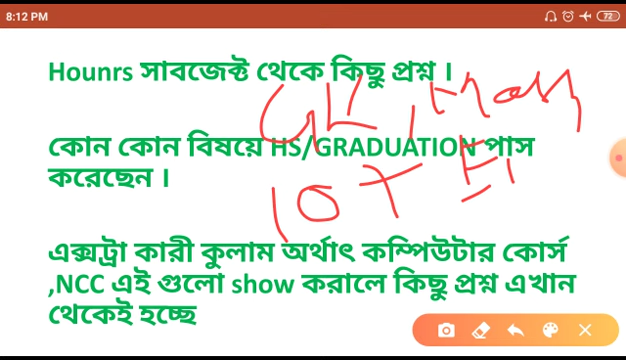 8:12 PM
72
Hounrs সাবজেক্ট থেকে কিছু প্রশ্ন ।
কোন কোন বিষয়ে HS/GRADUATION পাস
করেছেন ।
এক্সট্রা কারী কুলাম অর্থাৎ কম্পিউটার কোর্স
,NCC এই গুলো show করালে কিছু প্রশ্ন এখান
থেকেই হচ্ছে